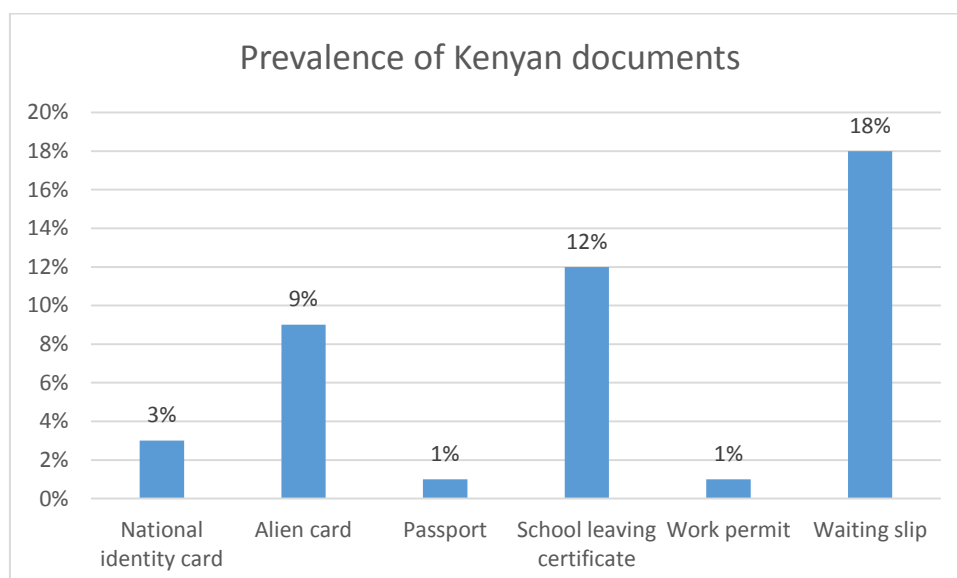 Prevalence of Kenyan documents
20%
18%
16%
14%
12%
10%
8%
6%
4%
2%
0%
3%
9%
1%
12%
1%
18%
National identity card
Alien card
Passport
School leaving certificate
Work permit
Waiting slip